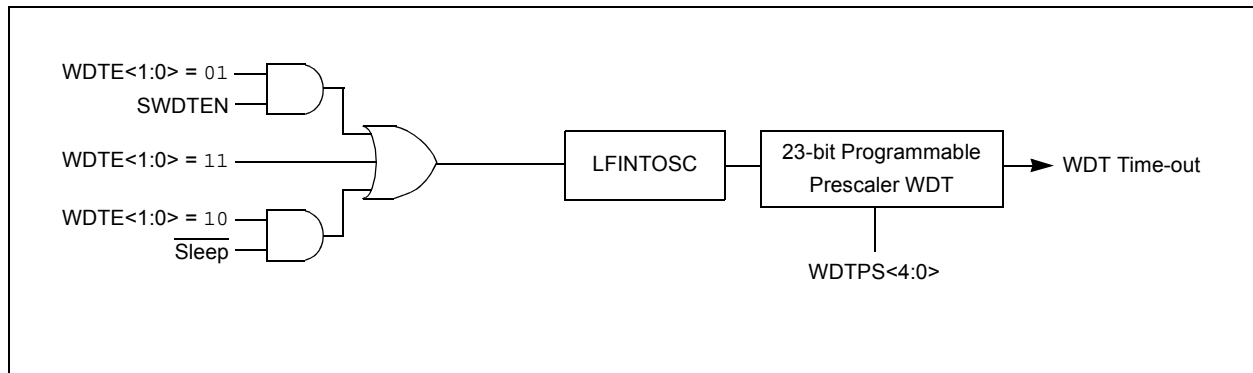 WDTE<1:0> = 01
SWDTEN
WDTE<1:0> = 11
WDTE<1:0> = 10
Sleep
LFINTOSC
23-bit Programmable
Prescaler WDT
WDT Time-out
WDTPS<4:0>